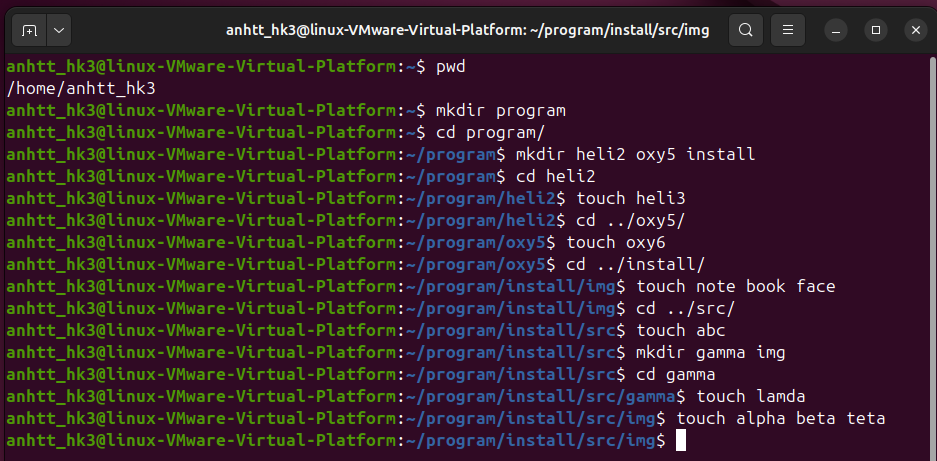 anhtt_hk3@linux-VMware-Virtual-Platform: ~/program/install/src/img
anhtt_hk3@linux-VMware-Virtual-Platform:~$ pwd
/home/anhtt_hk3
anhtt_hk3@linux-VMware-Virtual-Platform:~$ mkdir program
anhtt_hk3@linux-VMware-Virtual-Platform:~$ cd program/
anhtt_hk3@linux-VMware-Virtual-Platform:~/program$ mkdir heli2 oxy5 install
anhtt_hk3@linux-VMware-Virtual-Platform:~/program$ cd heli2
anhtt_hk3@linux-VMware-Virtual-Platform:~/program/heli2$ touch heli3
anhtt_hk3@linux-VMware-Virtual-Platform:~/program/heli2$ cd ../oxy5/
anhtt_hk3@linux-VMware-Virtual-Platform:~/program/oxy5$ touch oxy6
anhtt_hk3@linux-VMware-Virtual-Platform:~/program/oxy5$ cd ../install/
anhtt_hk3@linux-VMware-Virtual-Platform:~/program/install/img$ touch note book face
anhtt_hk3@linux-VMware-Virtual-Platform:~/program/install/img$ cd ../src/
anhtt_hk3@linux-VMware-Virtual-Platform:~/program/install/src$ touch abc
anhtt_hk3@linux-VMware-Virtual-Platform:~/program/install/src$ mkdir gamma img
anhtt_hk3@linux-VMware-Virtual-Platform:~/program/install/src$ cd gamma
anhtt_hk3@linux-VMware-Virtual-Platform:~/program/install/src/gamma$ touch lamda
anhtt_hk3@linux-VMware-Virtual-Platform:~/program/install/src/img$ touch alpha beta teta
anhtt_hk3@linux-VMware-Virtual-Platform:~/program/install/src/img$